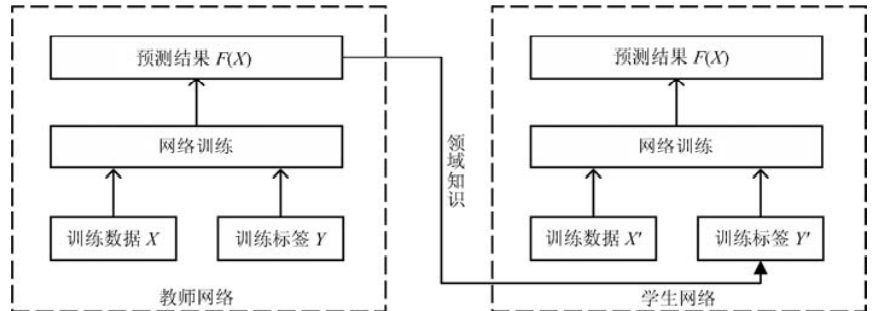 预测结果 F(X)
网络训练
训练数据 X
训练标签 Y
教师网络
领域知识
预测结果 F(X)
网络训练
训练数据 X′
训练标签 Y′
学生网络